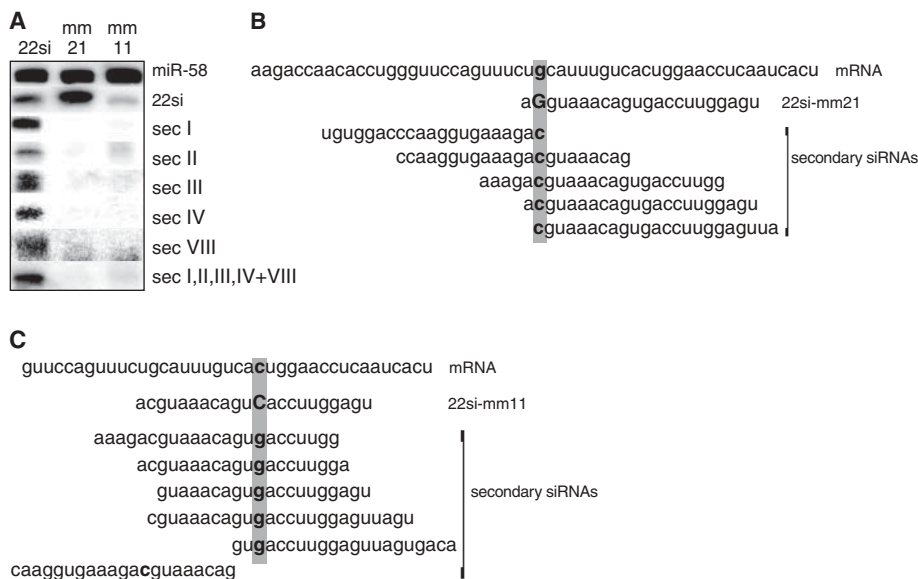 A
mm mm
22si 21 11
miR-58
22si
sec I
sec II
sec III
sec IV
sec VIII
sec I,II,III,IV+VIII
B
aagaccaacaccuggguuccaguuucugcauuugucacuggaaccucaaucacu mRNA
aGguaaacagugaccuuggagu 22si-mm21
uguggacccaaggugaaagac
ccaaggugaaagacguaaacag
aaagacguaaacagugaccuugg
acguaaacagugaccuuggagu
cguaaacagugaccuuggaguua
secondary siRNAs
C
guuccaguuucugcauuugucacuggaaccucaaucacu mRNA
acguaaacaguCaccuuggagu 22si-mm11
aaagacguaaacagugaccuugg
acguaaacagugaccuugga
guaaacagugaccuuggagu
cguaaacagugaccuuggaguuagu
gugaccuuggaguuagugaca
caaggugaaagacguaaacag
secondary siRNAs